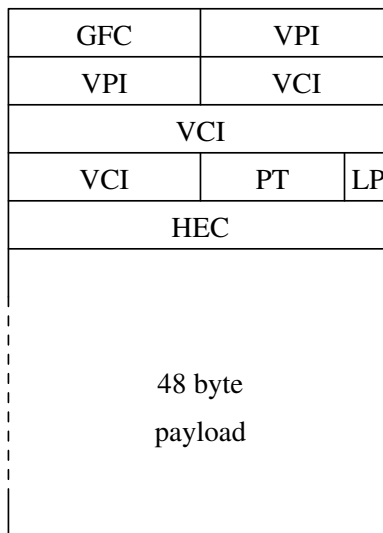 GFC VPI
VPI VCI
VCI
VCI PT LP
HEC
48 byte
payload